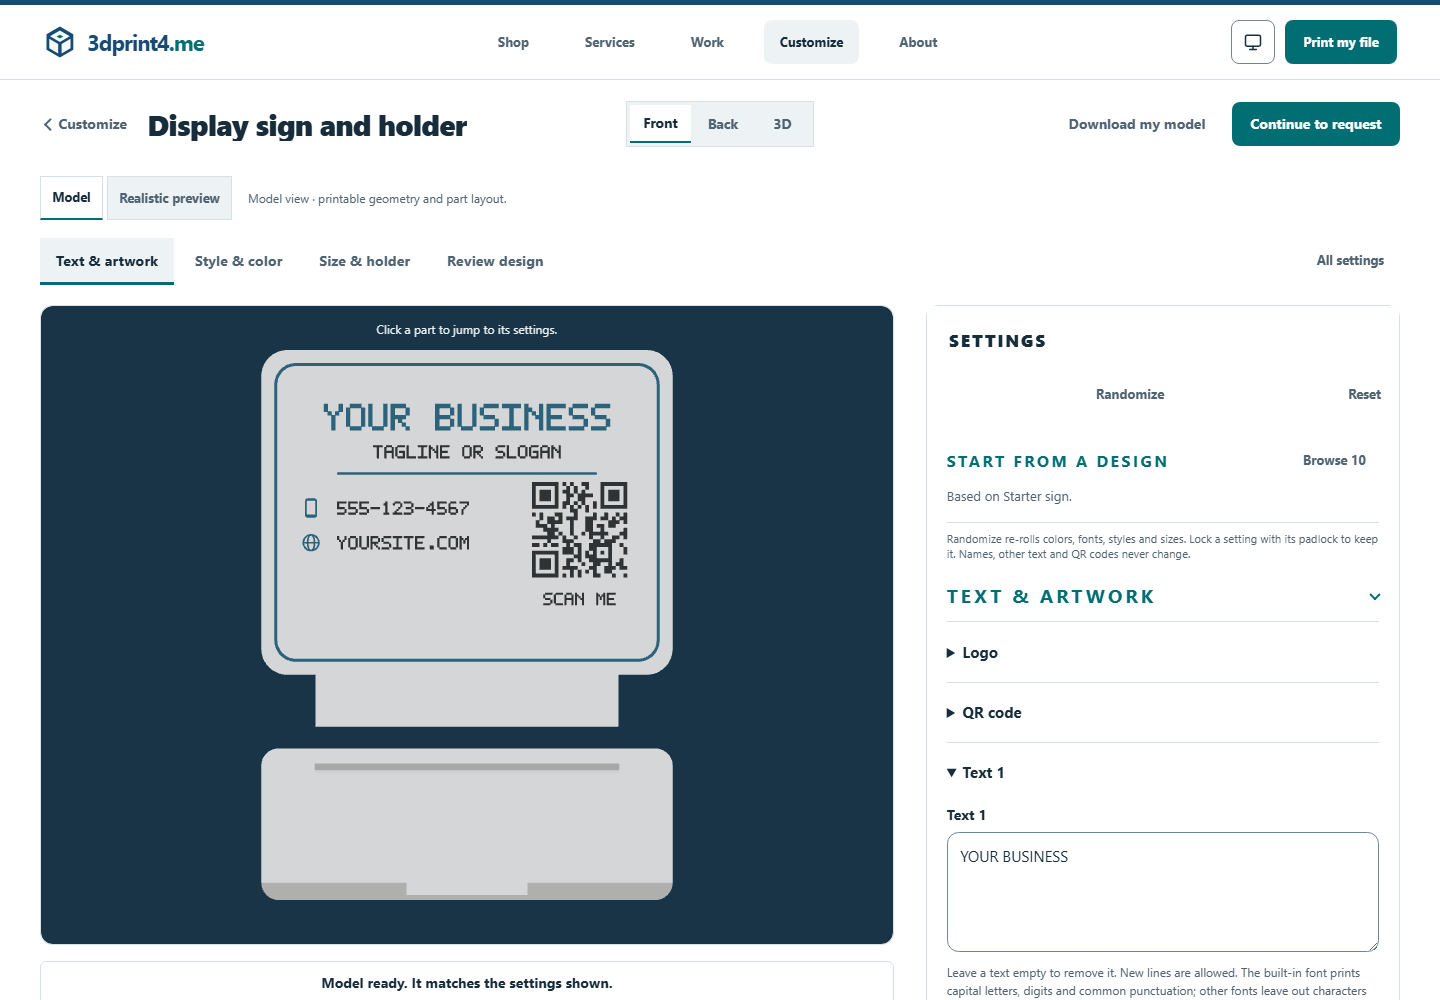 3dprint4.me
Shop
Services
Work
Customize
About
Print my file
Customize
Display sign and holder
Front
Back
3D
Download my model
Continue to request
Model
Realistic preview
Model view · printable geometry and part layout.
Text & artwork
Style & color
Size & holder
Review design
All settings
Click a part to jump to its settings.
YOUR BUSINESS
TAGLINE OR SLOGAN
555-123-4567
YOURSITE.COM
SCAN ME
Model ready. It matches the settings shown.
SETTINGS
Randomize
Reset
START FROM A DESIGN
Browse 10
Based on Starter sign.
Randomize re-rolls colors, fonts, styles and sizes. Lock a setting with its padlock to keep
it. Names, other text and QR codes never change.
TEXT & ARTWORK
Logo
QR code
Text 1
Text 1
YOUR BUSINESS
Leave a text empty to remove it. New lines are allowed. The built-in font prints
capital letters, digits and common punctuation; other fonts leave out characters